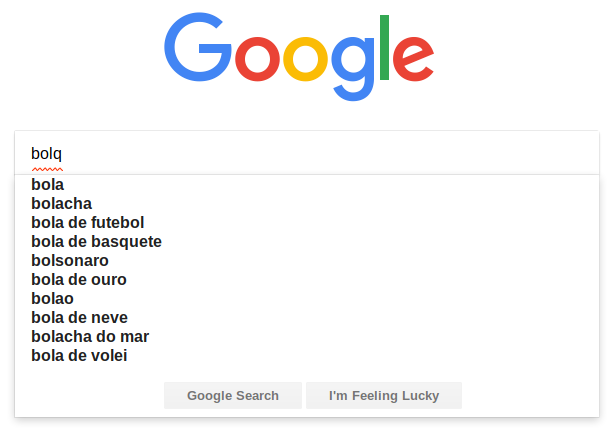 Google
bolq
bola
bolacha
bola de futebol
bola de basquete
bolsonaro
bola de ouro
bolao
bola de neve
bolacha do mar
bola de volei
Google Search I'm Feeling Lucky